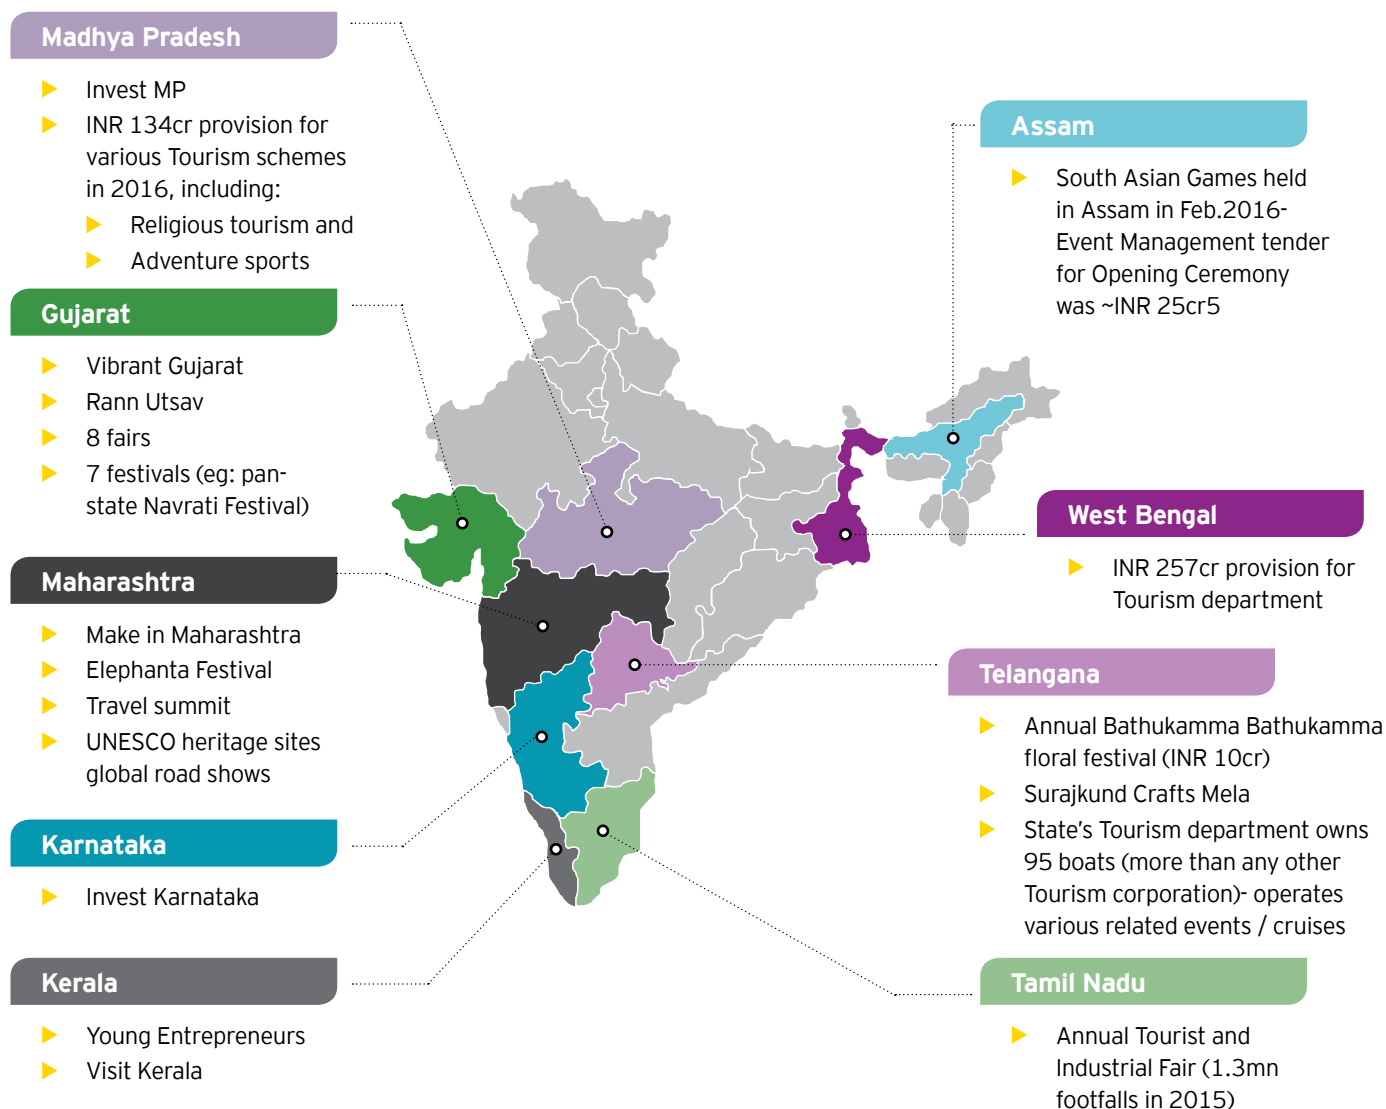 Madhya Pradesh
Invest MP
INR 134cr provision for
various Tourism schemes
in 2016, including:
Religious tourism and
Adventure sports
Gujarat
Vibrant Gujarat
Rann Utsav
8 fairs
7 festivals (eg: pan-
state Navrati Festival)
Maharashtra
Make in Maharashtra
Elephanta Festival
Travel summit
UNESCO heritage sites
global road shows
Karnataka
Invest Karnataka
Kerala
Young Entrepreneurs
Visit Kerala
Assam
South Asian Games held
in Assam in Feb.2016-
Event Management tender
for Opening Ceremony
was ~INR 25cr5
West Bengal
INR 257cr provision for
Tourism department
Telangana
Annual Bathukamma Bathukamma
floral festival (INR 10cr)
Surajkund Crafts Mela
State’s Tourism department owns
95 boats (more than any other
Tourism corporation)- operates
various related events / cruises
Tamil Nadu
Annual Tourist and
Industrial Fair (1.3mn
footfalls in 2015)